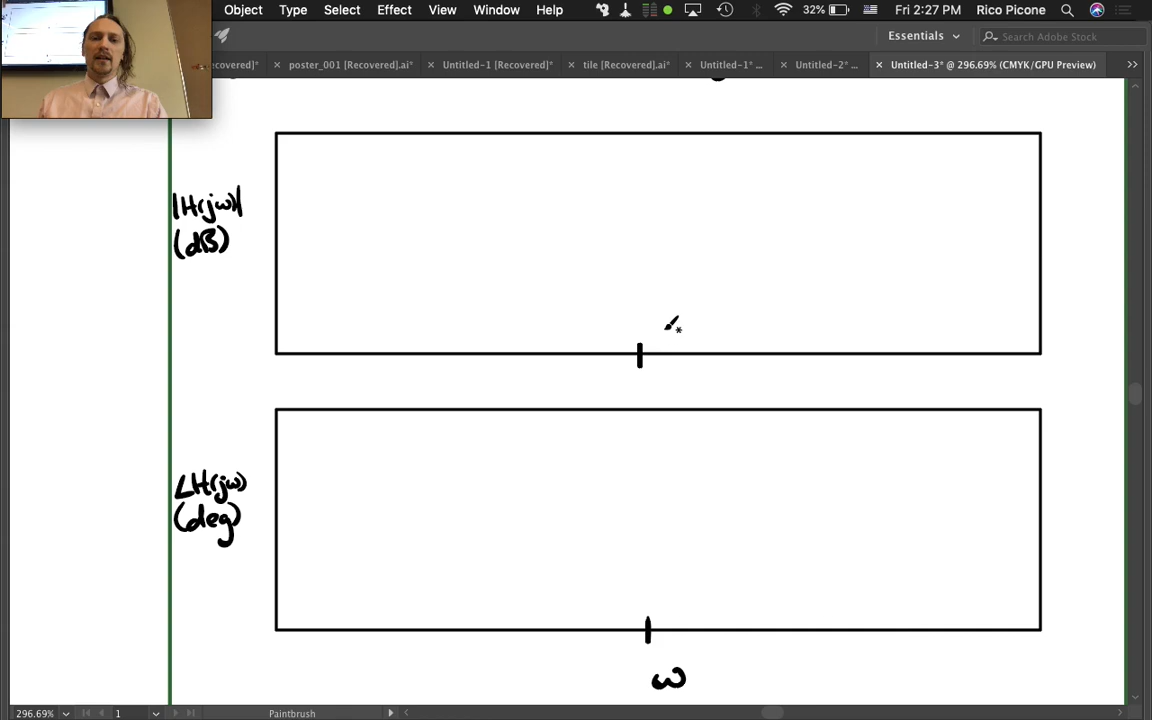 Object Type Select Effect View Window Help 32% Fri 2:27 PM Rico Picone
Essentials Search Adobe Stock
ecovered]* × poster_001 [Recovered].ai* × Untitled-1 [Recovered]* × tile [Recovered].ai* × Untitled-1* ... × Untitled-2* ... × Untitled-3* @ 296.69% (CMYK/GPU Preview) »
|H(jω)|
(dB)
∠H(jω)
(deg)
ω
296.69% 1 Paintbrush